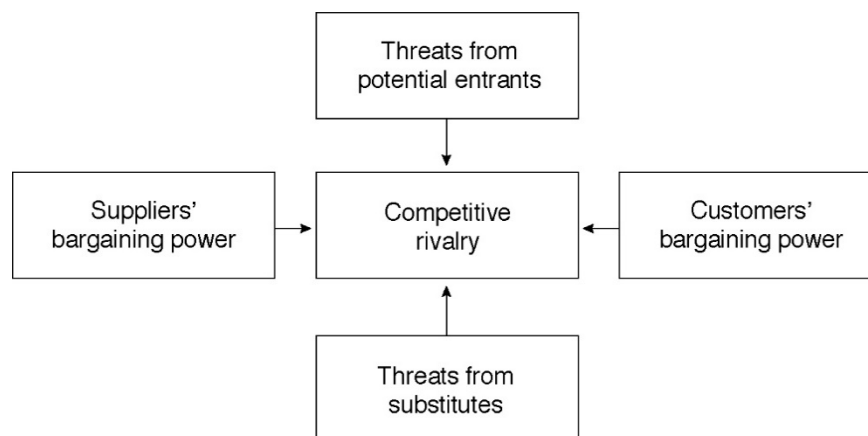 Threats from
potential entrants
Suppliers’
bargaining power
Competitive
rivalry
Customers’
bargaining power
Threats from
substitutes